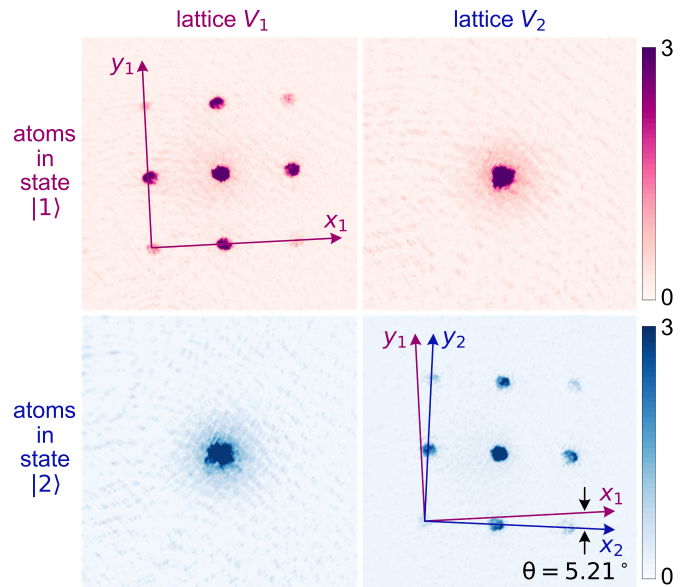 lattice V₁
lattice V₂
y₁
x₁
atoms
in
state
|1⟩
3
0
atoms
in
state
|2⟩
y₁
y₂
x₁
x₂
θ = 5.21°
3
0